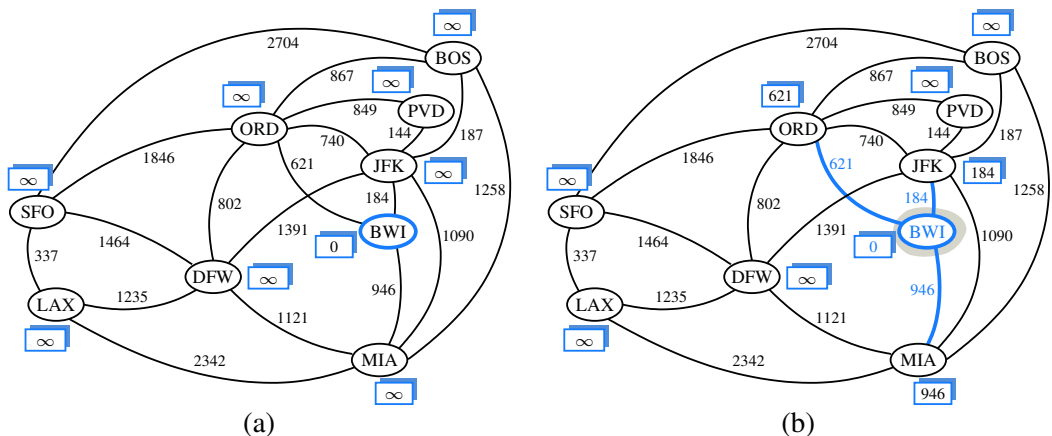 ∞
2704
BOS
867
∞
∞
849
PVD
ORD
144
740
187
1846
JFK
621
∞
∞
184
1258
SFO
802
BWI
1391
0
1090
1464
337
DFW
∞
946
LAX
1235
1121
∞
2342
MIA
∞
(a)
∞
2704
BOS
867
∞
621
849
PVD
ORD
144
740
187
1846
JFK
621
184
∞
184
1258
SFO
802
BWI
1391
0
1090
1464
337
DFW
∞
946
LAX
1235
1121
∞
2342
MIA
946
(b)